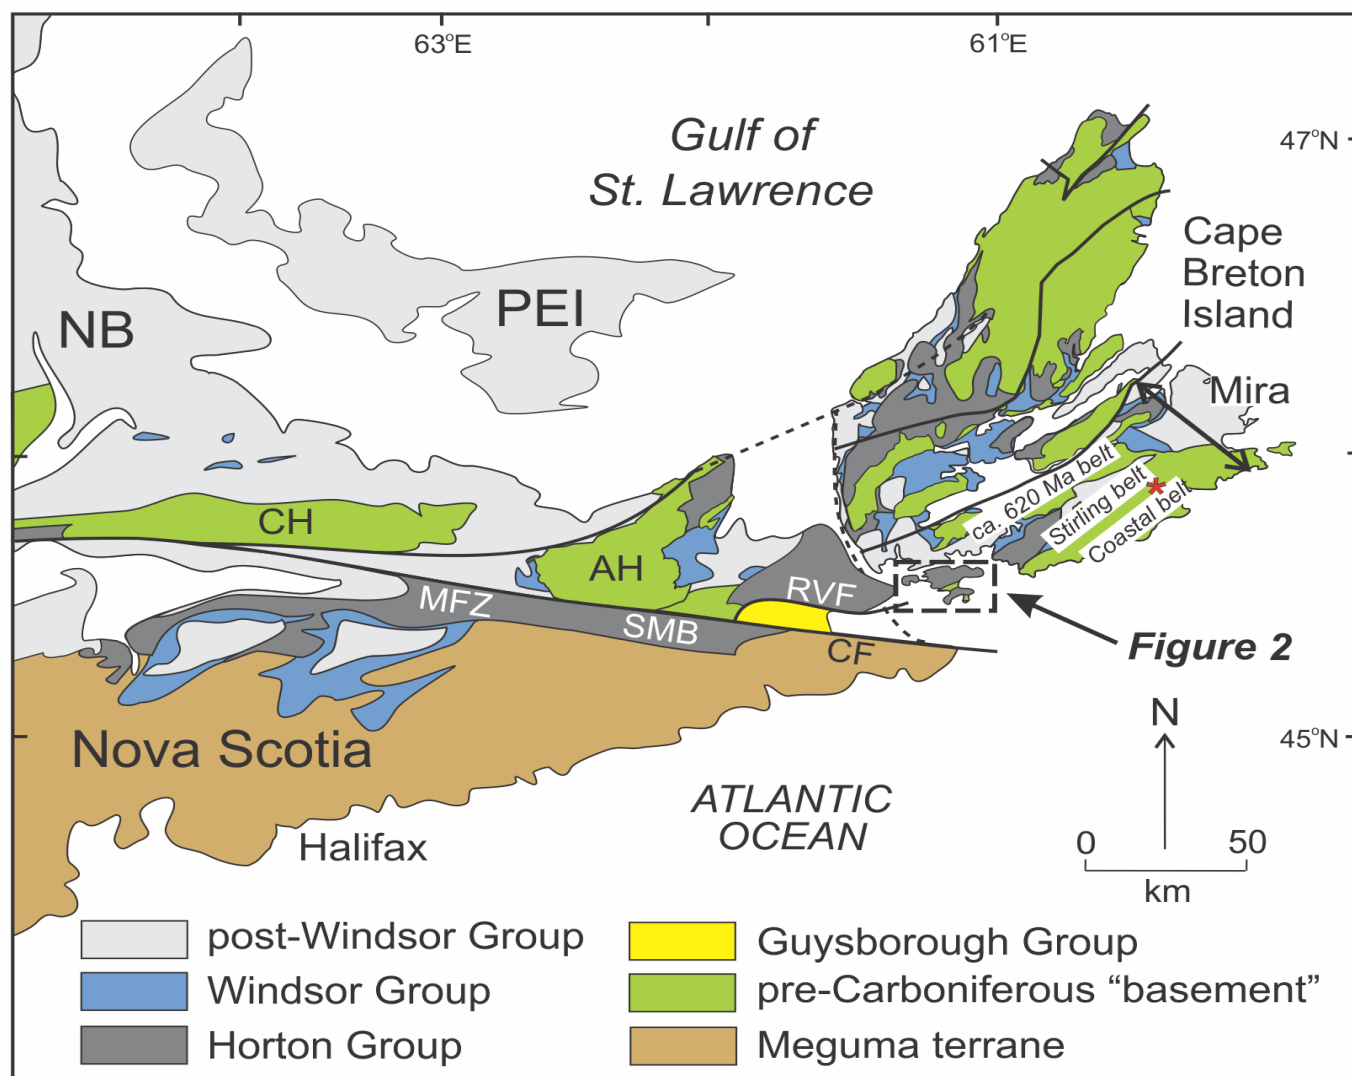 63°E
61°E
Gulf of
St. Lawrence
47°N
Cape
Breton
Island
NB
PEI
Mira
ca. 620 Ma belt
Stirling belt
*
Coastal belt
CH
AH
RVF
MFZ
SMB
CF
Figure 2
Nova Scotia
N
45°N
ATLANTIC
OCEAN
Halifax
0 50
km
post-Windsor Group
Windsor Group
Horton Group
Guysborough Group
pre-Carboniferous “basement”
Meguma terrane